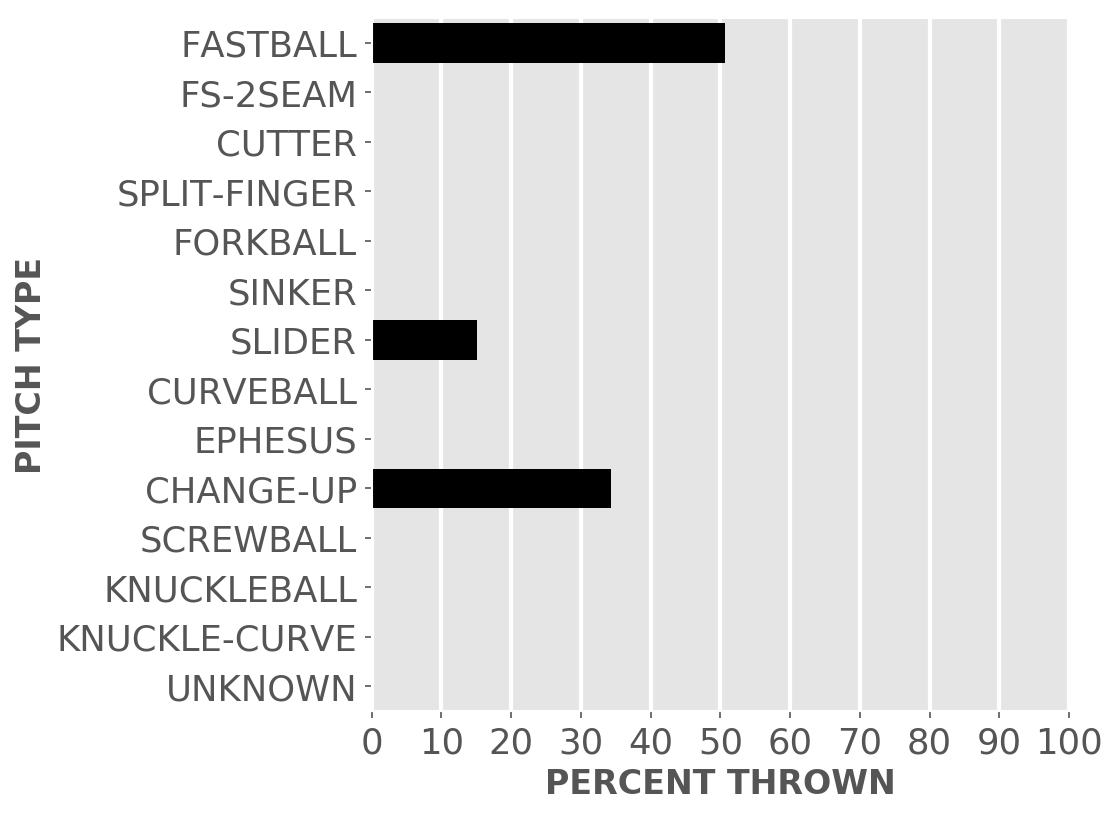 FASTBALL
FS-2SEAM
CUTTER
SPLIT-FINGER
FORKBALL
SINKER
SLIDER
CURVEBALL
EPHESUS
CHANGE-UP
SCREWBALL
KNUCKLEBALL
KNUCKLE-CURVE
UNKNOWN
PITCH TYPE
0 10 20 30 40 50 60 70 80 90 100
PERCENT THROWN